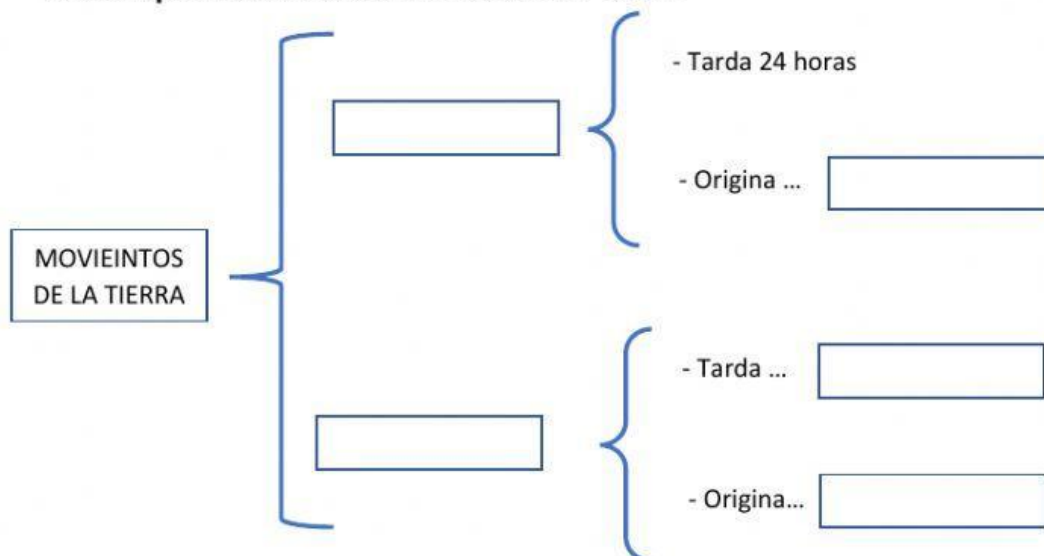 - Tarda 24 horas
- Origina ...
MOVIEINTOS
DE LA TIERRA
- Tarda ...
- Origina...